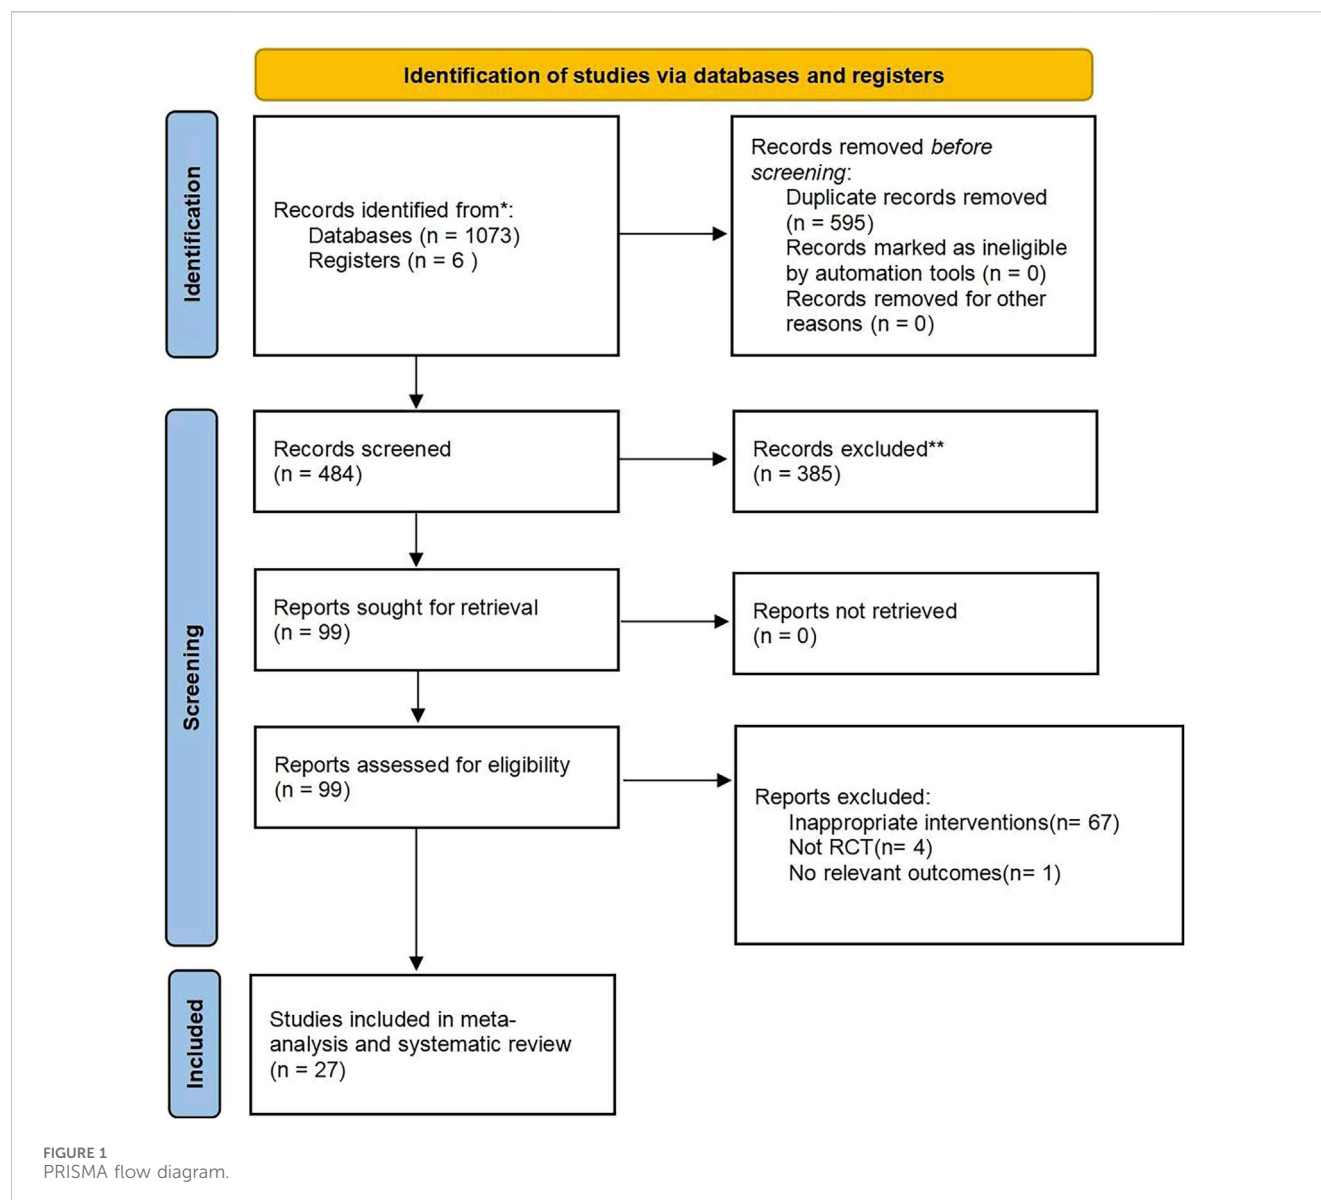 Identification of studies via databases and registers
Identification
Records identified from*:
Databases (n = 1073)
Registers (n = 6 )
Records removed before
screening:
Duplicate records removed
(n = 595)
Records marked as ineligible
by automation tools (n = 0)
Records removed for other
reasons (n = 0)
Screening
Records screened
(n = 484)
Records excluded**
(n = 385)
Reports sought for retrieval
(n = 99)
Reports not retrieved
(n = 0)
Reports assessed for eligibility
(n = 99)
Reports excluded:
Inappropriate interventions(n= 67)
Not RCT(n= 4)
No relevant outcomes(n= 1)
Included
Studies included in meta-
analysis and systematic review
(n = 27)
FIGURE 1
PRISMA flow diagram.